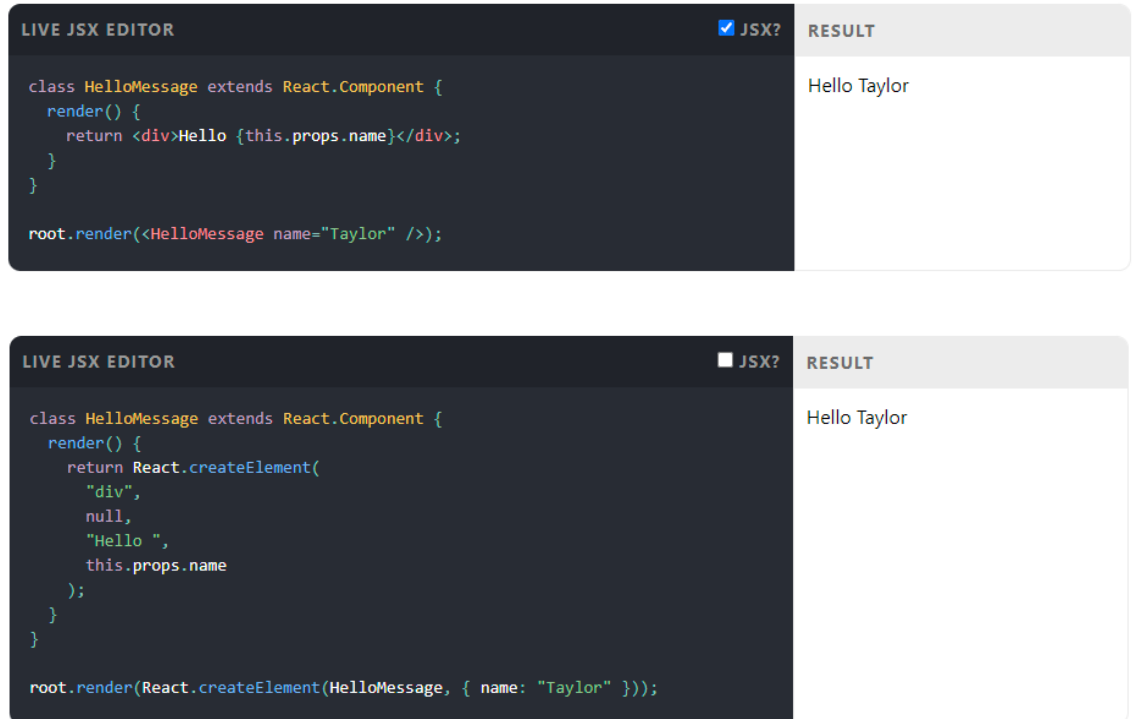 LIVE JSX EDITOR
JSX?
RESULT
class HelloMessage extends React.Component {
  render() {
    return <div>Hello {this.props.name}</div>;
  }
}
root.render(<HelloMessage name="Taylor" />);
Hello Taylor
LIVE JSX EDITOR
JSX?
RESULT
class HelloMessage extends React.Component {
  render() {
    return React.createElement(
      "div",
      null,
      "Hello ",
      this.props.name
    );
  }
}
root.render(React.createElement(HelloMessage, { name: "Taylor" }));
Hello Taylor